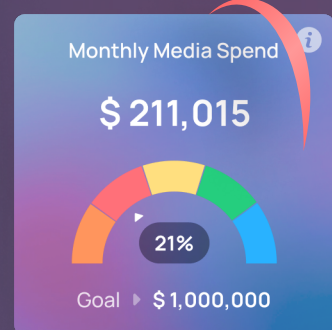 Monthly Media Spend
i
$ 211,015
21%
Goal $1,000,000